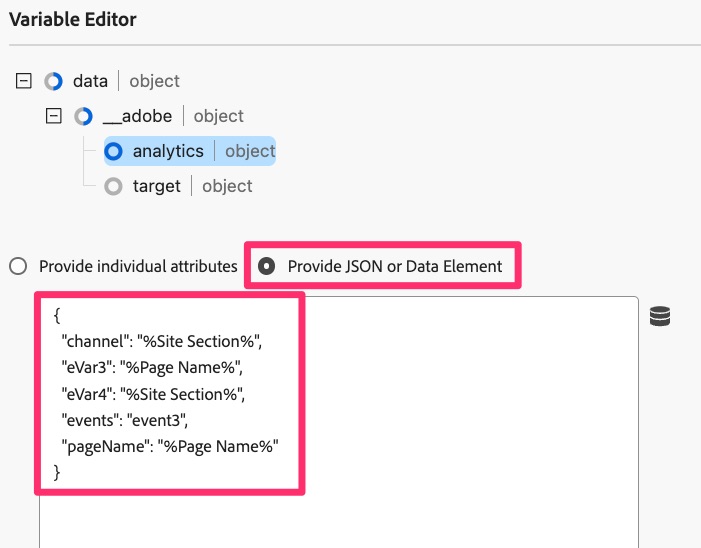 Variable Editor
data | object
__adobe | object
analytics | object
target | object
Provide individual attributes
Provide JSON or Data Element
{
"channel": "%Site Section%",
"eVar3": "%Page Name%",
"eVar4": "%Site Section%",
"events": "event3",
"pageName": "%Page Name%"
}